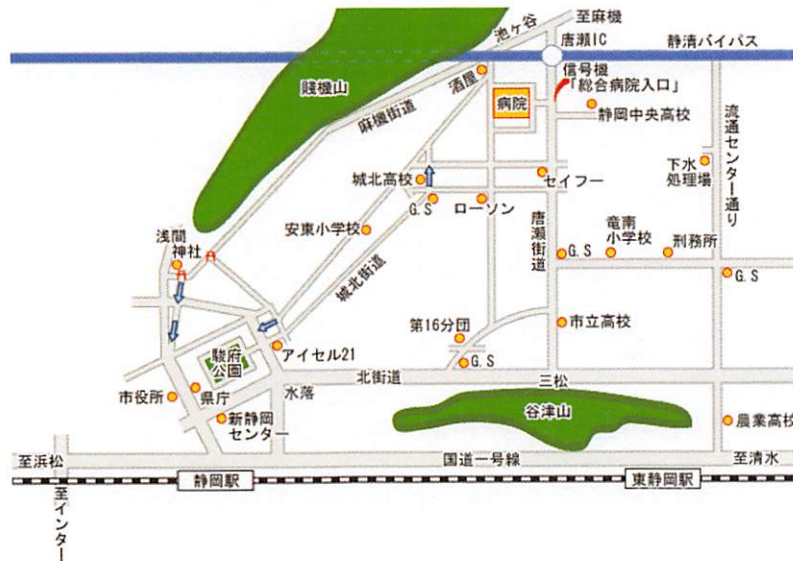 至麻機
池ヶ谷
唐瀬IC
静清バイパス
信号機
「総合病院入口」
酒屋
病院
賤機山
麻機街道
静岡中央高校
流通センター通り
下水
処理場
城北高校
セイフー
G.S
ローソン
安東小学校
唐瀬街道
竜南
小学校
刑務所
浅間
神社
G.S
G.S
城北街道
第16分団
市立高校
アイセル21
駿府
公園
G.S
北街道
三松
水落
市役所
県庁
谷津山
新静岡
センター
農業高校
至浜松
国道一号線
至清水
静岡駅
東静岡駅
至インター